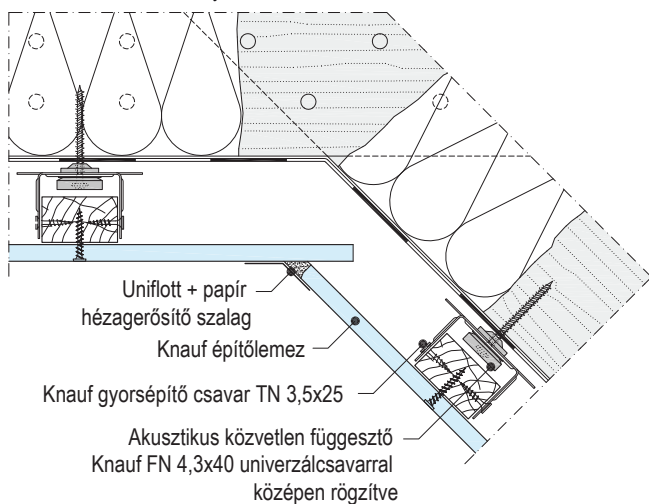 Uniflott + papír
hézagerősítő szalag
Knauf építőlemez
Knauf gyorsépítő csavar TN 3,5x25
Akusztikus közvetlen függesztő
Knauf FN 4,3x40 univerzálcsavarral
középen rögzítve